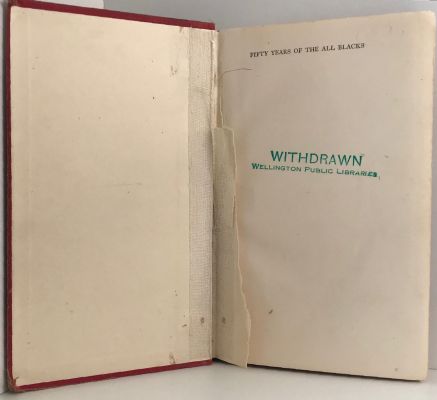 FIFTY YEARS OF THE ALL BLACKS
WITHDRAWN
WELLINGTON PUBLIC LIBRARIES,